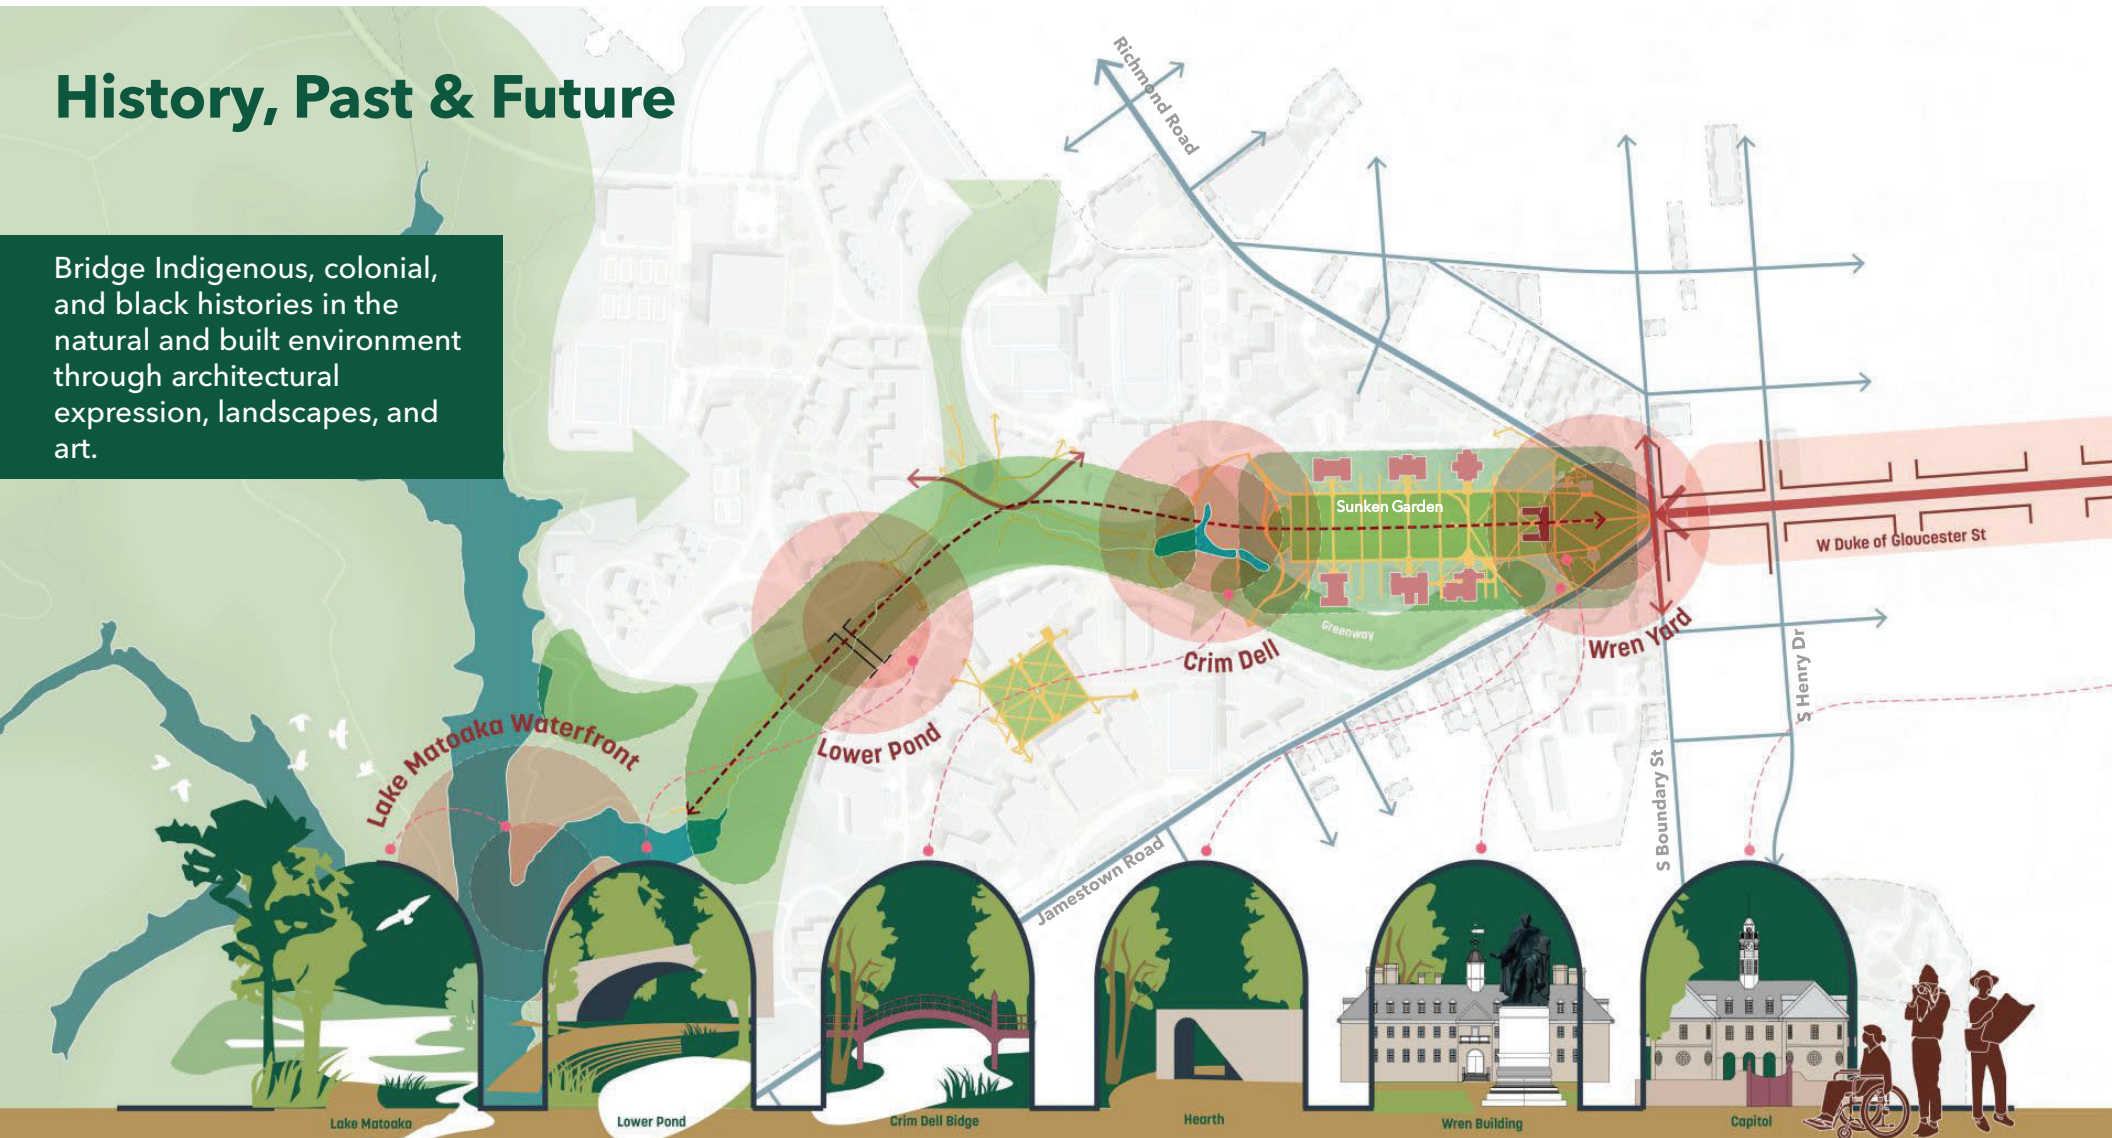 History, Past & Future
Bridge Indigenous, colonial,
and black histories in the
natural and built environment
through architectural
expression, landscapes, and
art.
Richmond Road
Sunken Garden
W Duke of Gloucester St
Greenway
Wren Yard
Crim Dell
S Henry Dr
Lower Pond
Lake Matoaka Waterfront
S Boundary St
Jamestown Road
Lake Matoaka
Lower Pond
Crim Dell Bidge
Hearth
Wren Building
Capitol